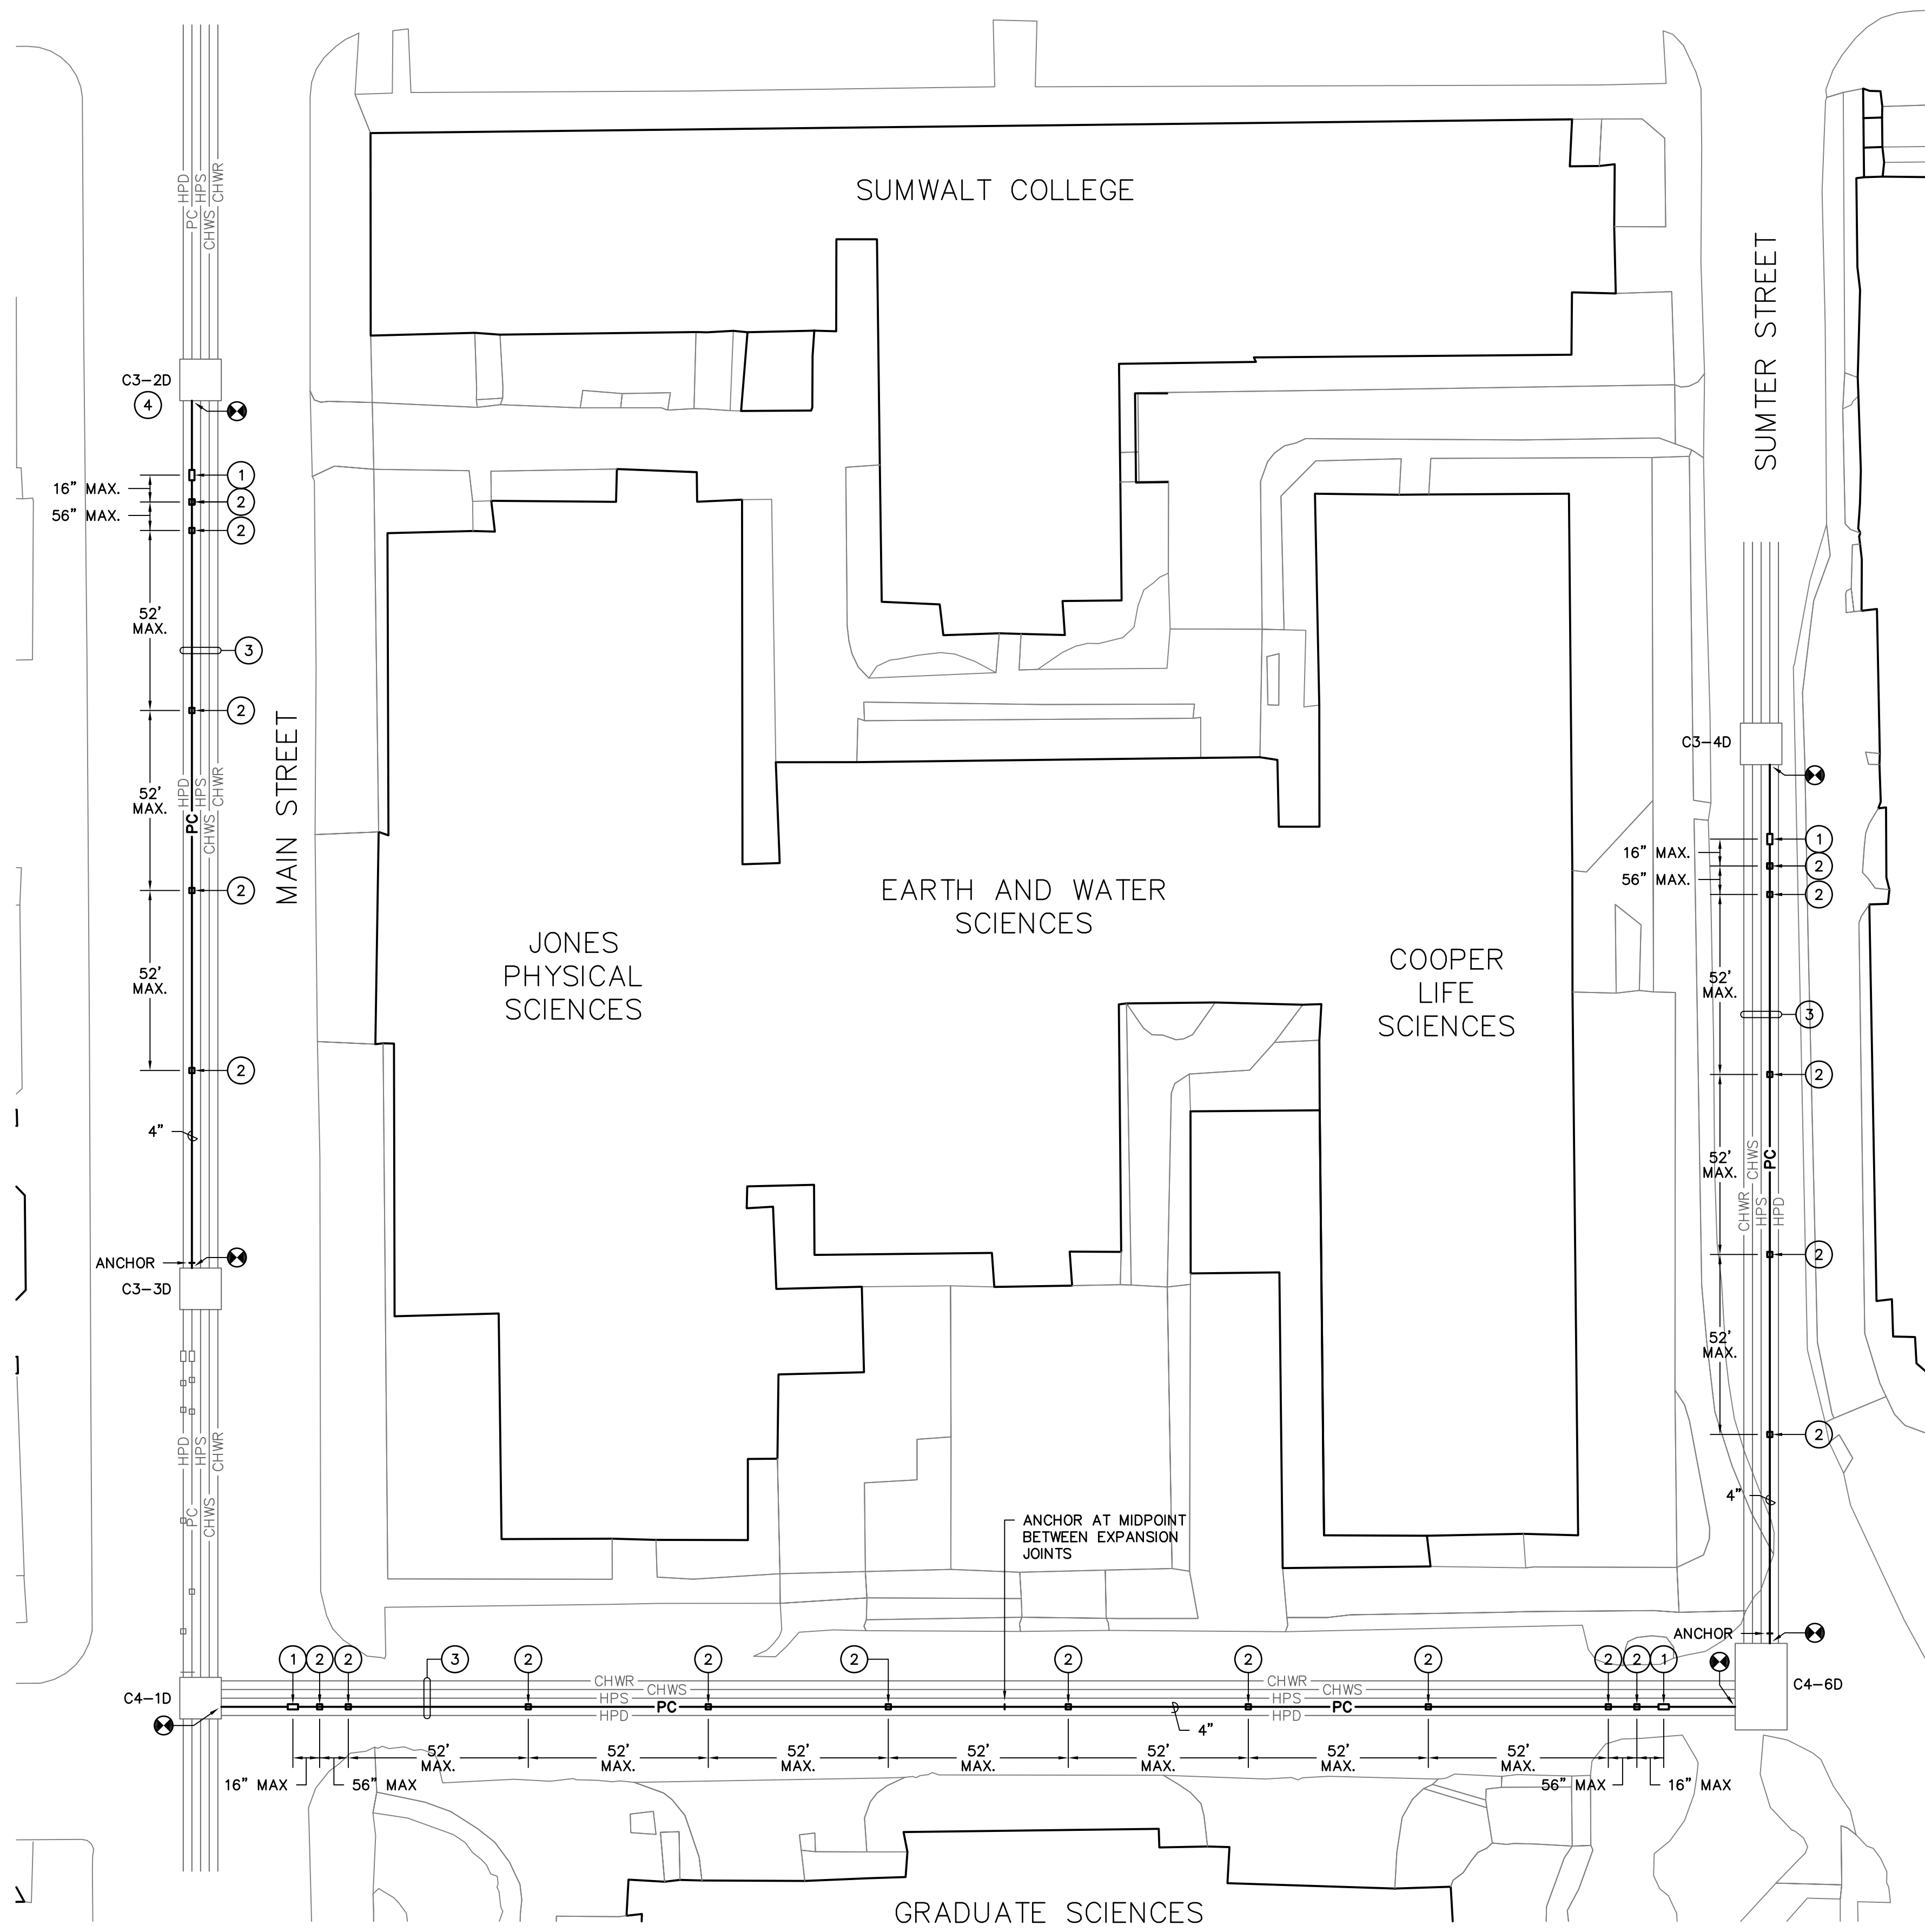 HPD
PC
HPS
CHWS
CHWR
SUMWALT COLLEGE
SUMTER STREET
C3-2D
4
1
16" MAX.
2
56" MAX.
2
52'
MAX.
3
2
MAIN STREET
52'
MAX.
HPD
PC
HPS
CHWS
CHWR
2
52'
MAX.
2
4"
ANCHOR
C3-3D
JONES
PHYSICAL
SCIENCES
EARTH AND WATER
SCIENCES
COOPER
LIFE
SCIENCES
C3-4D
1
16" MAX.
2
56" MAX.
2
52'
MAX.
3
2
52'
MAX.
CHWR
CHWS
HPS
PC
HPD
2
52'
MAX.
2
4"
ANCHOR
HPD
PC
HPS
CHWS
CHWR
ANCHOR AT MIDPOINT
BETWEEN EXPANSION
JOINTS
1
2
2
3
2
2
2
2
2
2
2
2
1
C4-1D
C4-6D
CHWR
CHWS
HPS
PC
HPD
CHWR
CHWS
HPS
PC
HPD
4"
52'
MAX.
52'
MAX.
52'
MAX.
52'
MAX.
52'
MAX.
52'
MAX.
52'
MAX.
16" MAX
56" MAX
56" MAX
16" MAX
GRADUATE SCIENCES